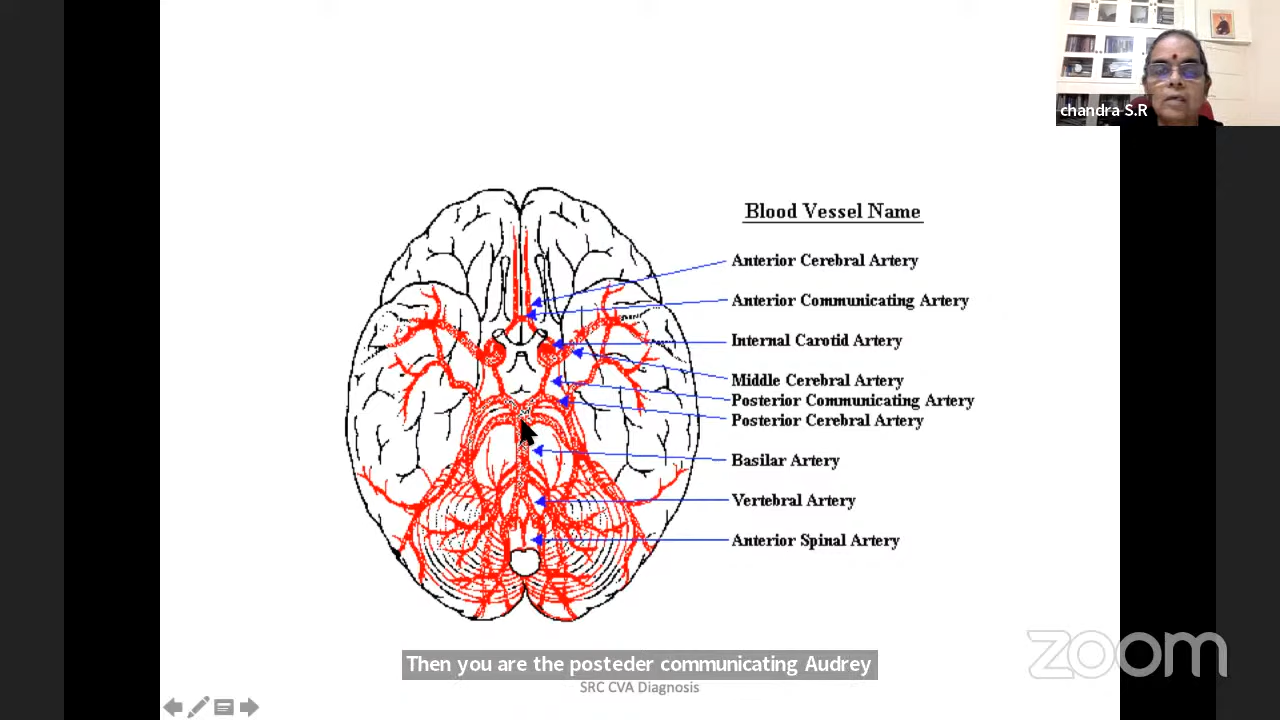 chandra S.R
Blood Vessel Name
Anterior Cerebral Artery
Anterior Communicating Artery
Internal Carotid Artery
Middle Cerebral Artery
Posterior Communicating Artery
Posterior Cerebral Artery
Basilar Artery
Vertebral Artery
Anterior Spinal Artery
Then you are the posteder communicating Audrey
SRC CVA Diagnosis
zoom